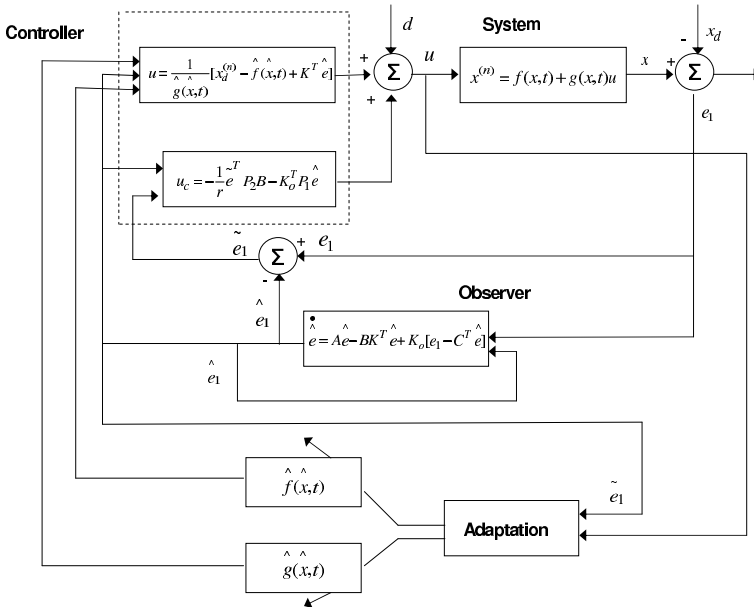 Controller
d
System
x_d
-
u = 1/ĝ(x̂,t) [x_d^(n) − f̂(x̂,t) + K^T ê]
+
Σ
u
x^(n) = f(x,t) + g(x,t)u
x
+
Σ
+
e_1
u_c = −1/r ẽ^T P_2 B − K_o^T P_1 ê
ẽ_1
Σ
+
e_1
-
ê_1
Observer
ê̇ = Aê − BK^T ê + K_o[e_1 − C^T ê]
ê_1
f̂(x̂,t)
ẽ_1
Adaptation
ĝ(x̂,t)